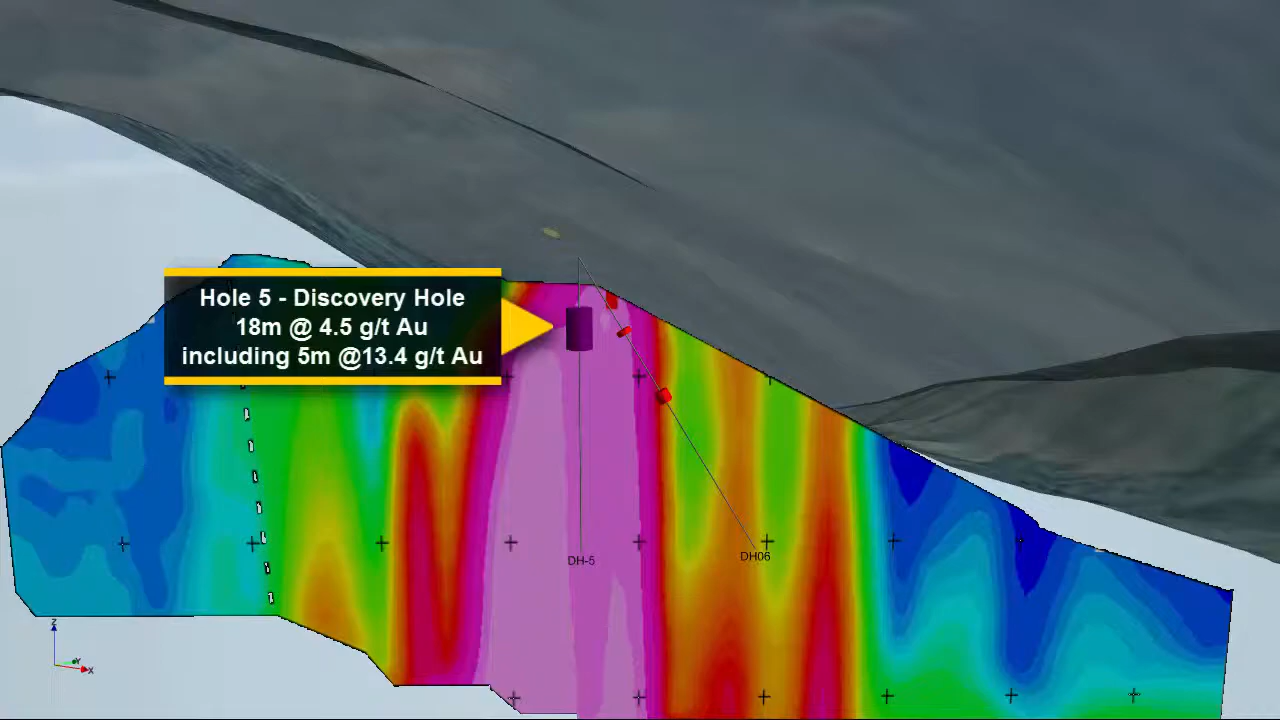 Hole 5 - Discovery Hole
18m @ 4.5 g/t Au
including 5m @13.4 g/t Au
DH-5
DH06
Z
Y
X